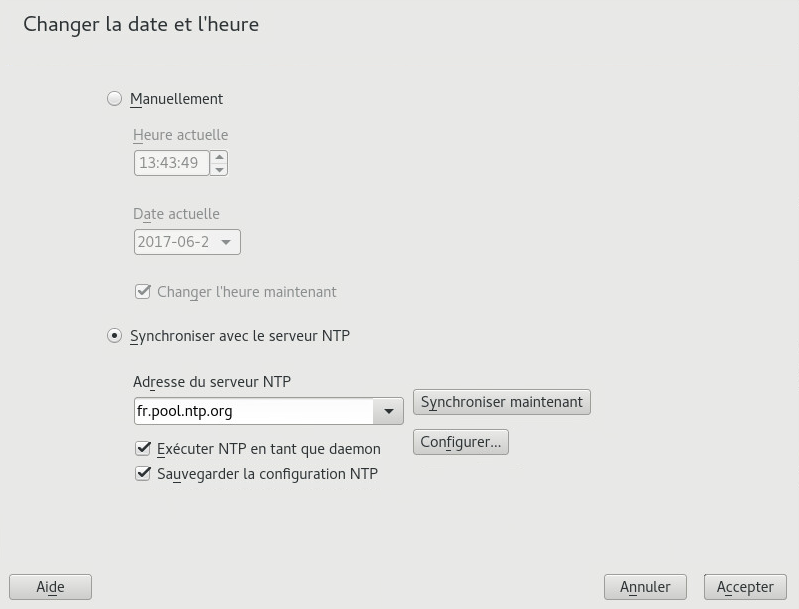 Changer la date et l'heure
Manuellement
Heure actuelle
13:43:49
Date actuelle
2017-06-2
Changer l'heure maintenant
Synchroniser avec le serveur NTP
Adresse du serveur NTP
fr.pool.ntp.org
Synchroniser maintenant
Exécuter NTP en tant que daemon
Configurer...
Sauvegarder la configuration NTP
Aide
Annuler
Accepter